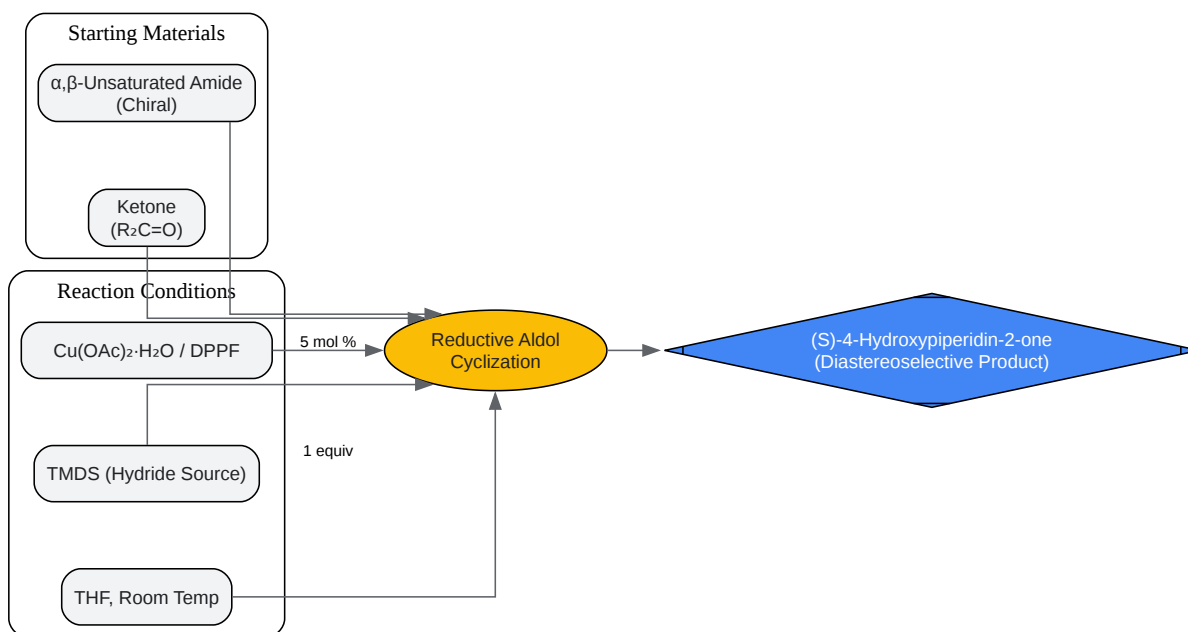 Starting Materials
α,β-Unsaturated Amide
(Chiral)
Ketone
(R₂C=O)
Reaction Conditions
Cu(OAc)₂·H₂O / DPPF
5 mol %
TMDS (Hydride Source)
1 equiv
THF, Room Temp
Reductive Aldol
Cyclization
(S)-4-Hydroxypiperidin-2-one
(Diastereoselective Product)